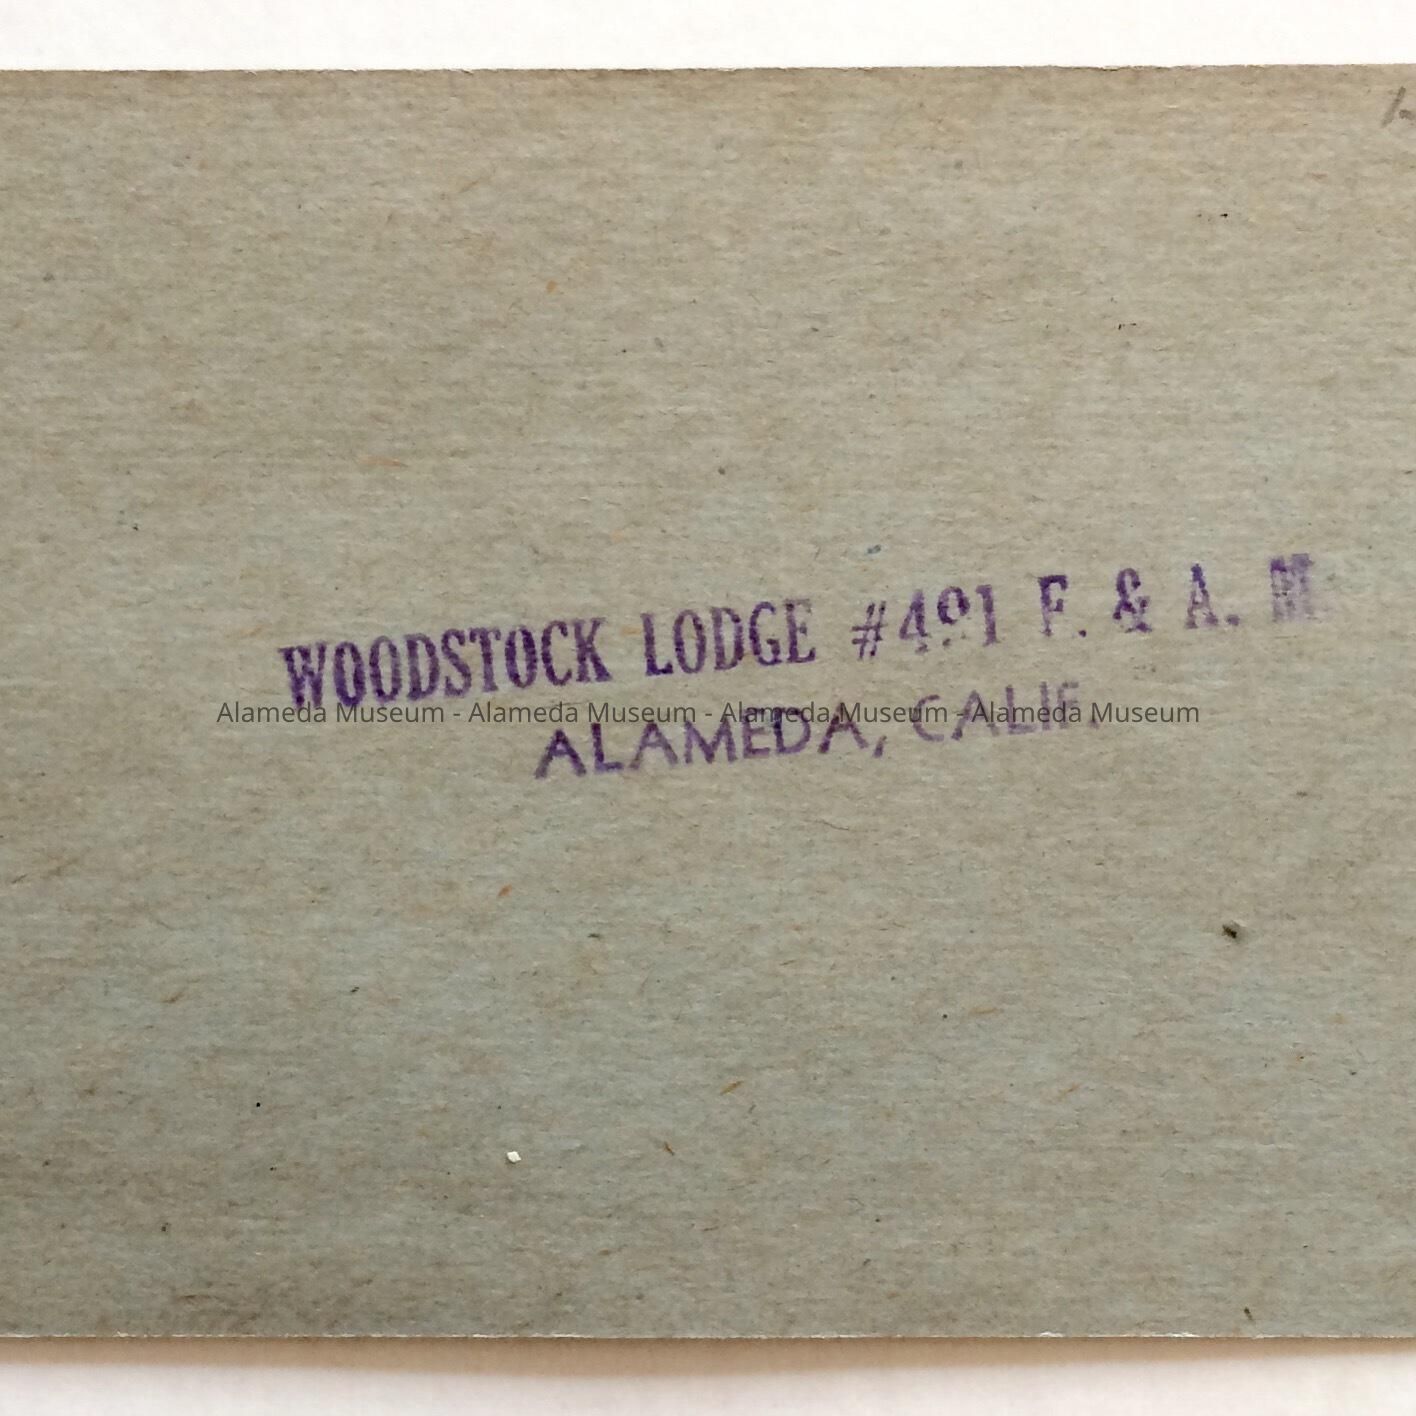 WOODSTOCK LODGE #491 F. & A. M.
Alameda Museum - Alameda Museum - Alameda Museum - Alameda Museum
ALAMEDA, CALIF.